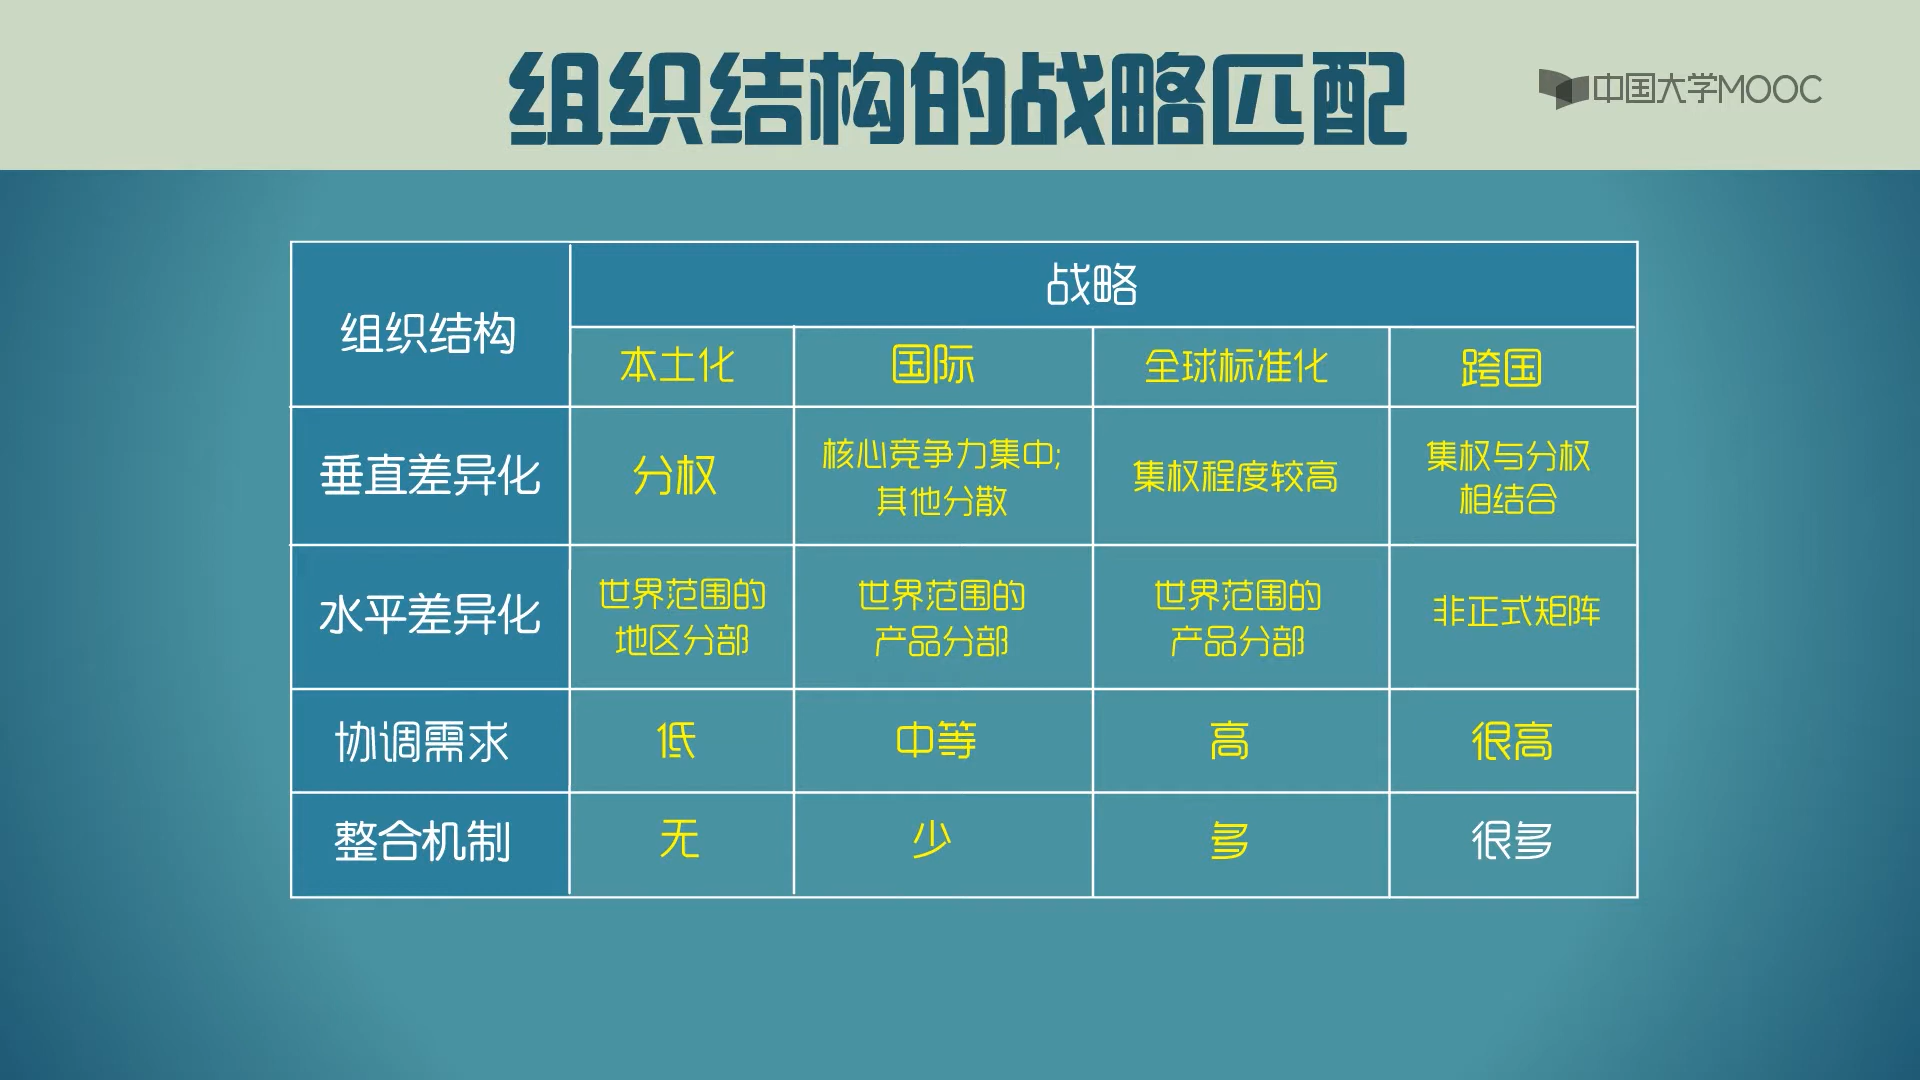 组织结构的战略匹配
中国大学MOOC
组织结构
战略
本土化
国际
全球标准化
跨国
垂直差异化
分权
核心竞争力集中;
其他分散
集权程度较高
集权与分权
相结合
水平差异化
世界范围的
地区分部
世界范围的
产品分部
世界范围的
产品分部
非正式矩阵
协调需求
低
中等
高
很高
整合机制
无
少
多
很多